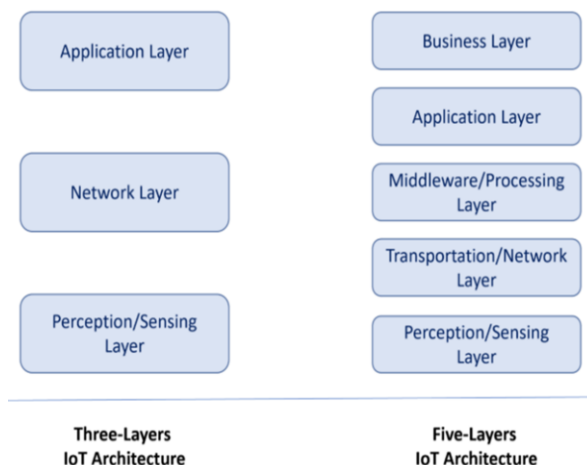 Application Layer
Network Layer
Perception/Sensing
Layer
Three-Layers
IoT Architecture
Business Layer
Application Layer
Middleware/Processing
Layer
Transportation/Network
Layer
Perception/Sensing
Layer
Five-Layers
IoT Architecture